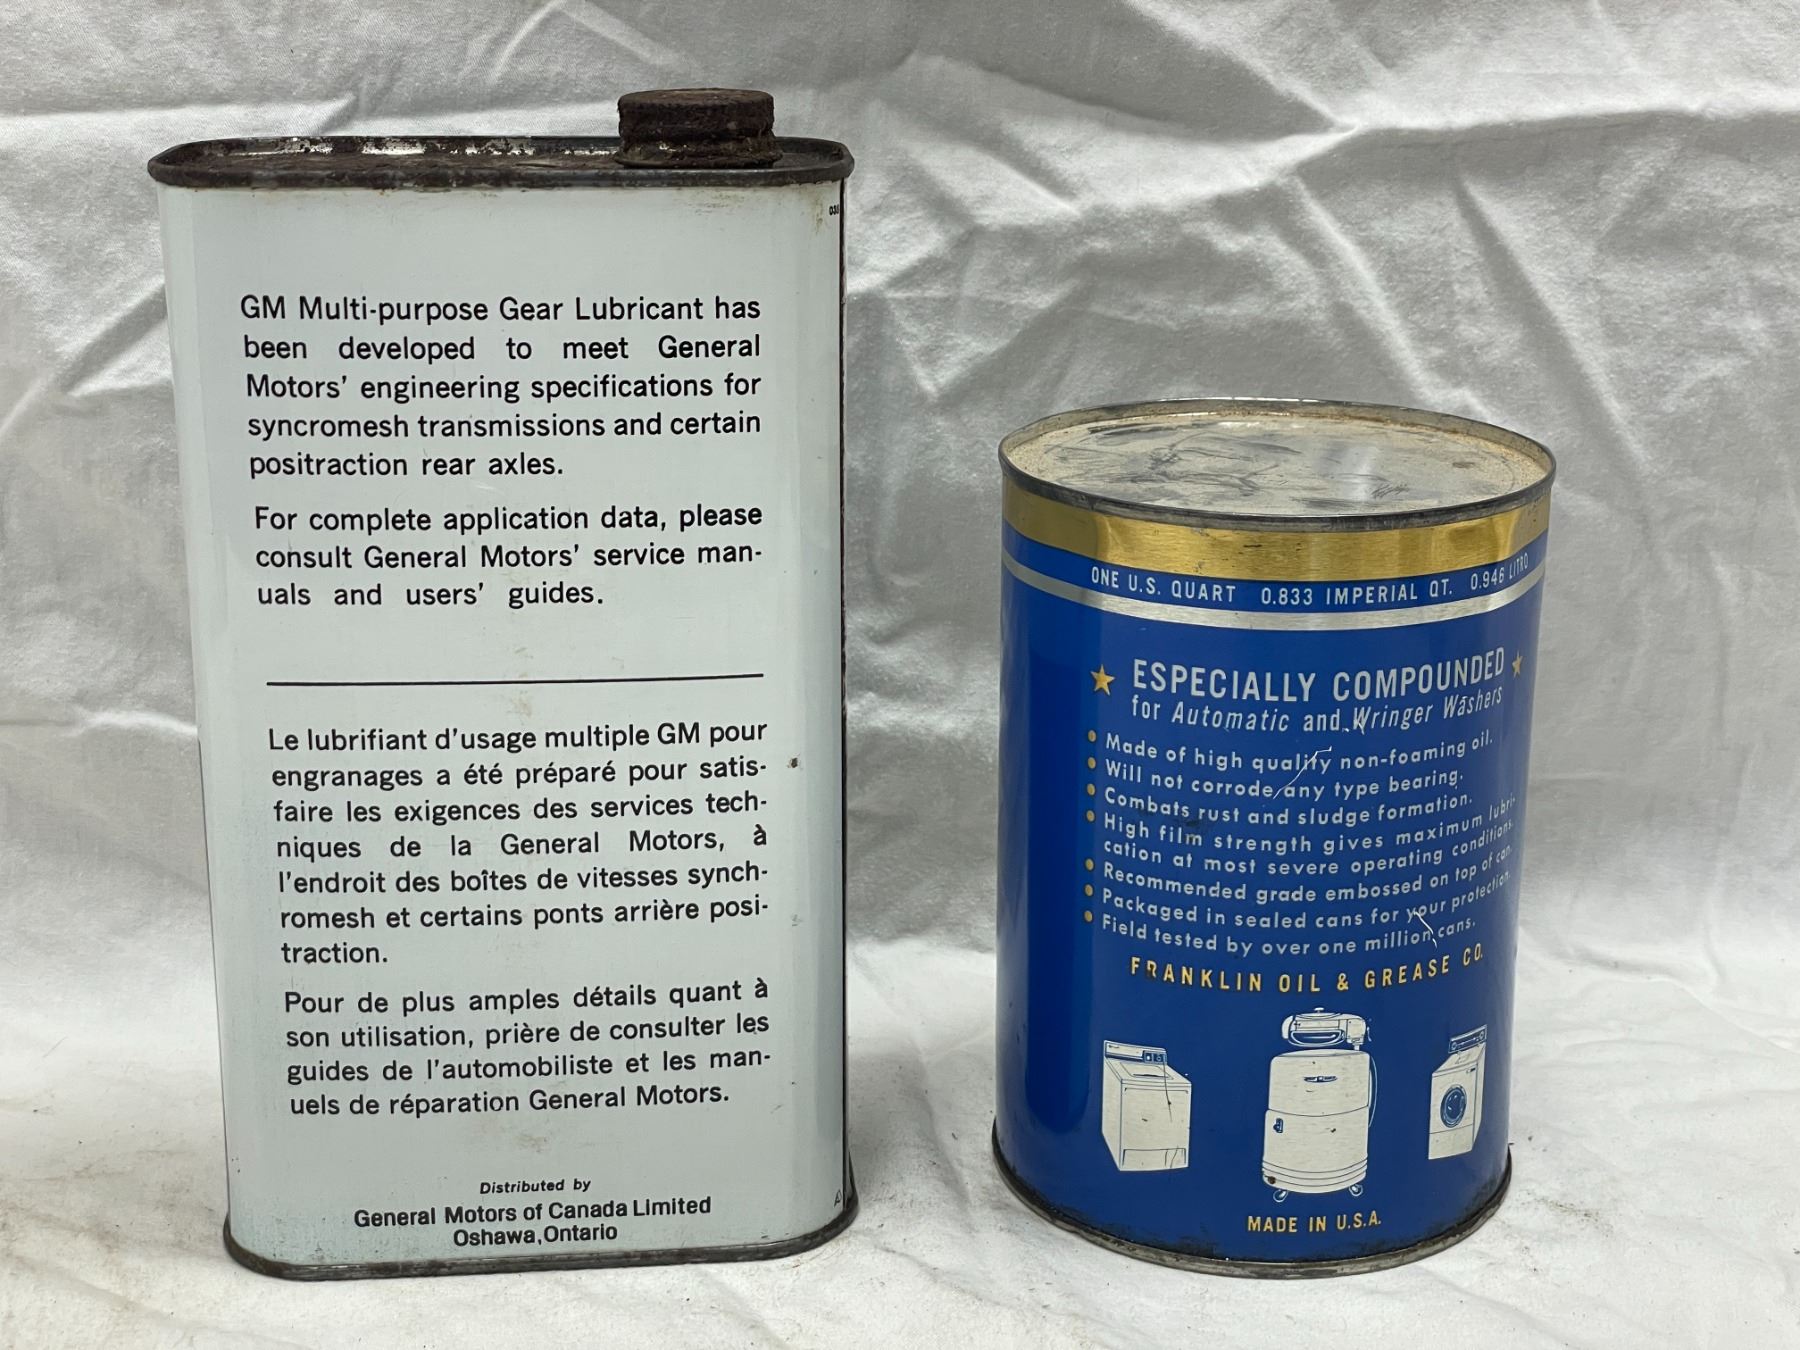 GM Multi-purpose Gear Lubricant has
been developed to meet General
Motors' engineering specifications for
syncromesh transmissions and certain
positraction rear axles.
For complete application data, please
consult General Motors' service man-
uals and users' guides.
Le lubrifiant d'usage multiple GM pour
engranages a été préparé pour satis-
faire les exigences des services tech-
niques de la General Motors, à
l'endroit des boîtes de vitesses synch-
romesh et certains ponts arrière posi-
traction.
Pour de plus amples détails quant à
son utilisation, prière de consulter les
guides de l'automobiliste et les man-
uels de réparation General Motors.
Distributed by
General Motors of Canada Limited
Oshawa, Ontario
ONE U.S. QUART 0.833 IMPERIAL QT. 0.946 LITRO
ESPECIALLY COMPOUNDED
for Automatic and Wringer Washers
• Made of high quality non-foaming oil.
• Will not corrode any type bearing.
• Combats rust and sludge formation.
• High film strength gives maximum lubri-
cation at most severe operating conditions.
• Recommended grade embossed on top of can.
• Packaged in sealed cans for your protection.
• Field tested by over one million cans.
FRANKLIN OIL & GREASE CO.
MADE IN U.S.A.